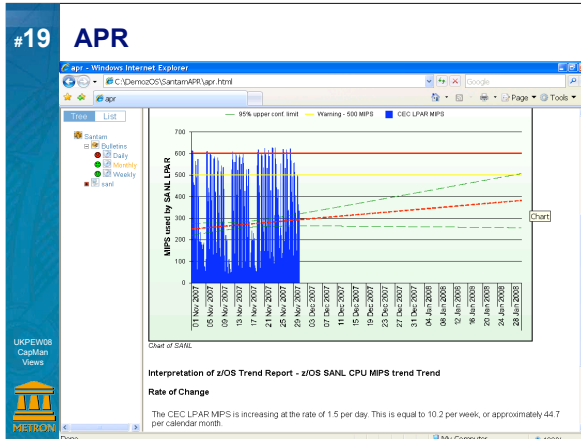 #19
APR
apr - Windows Internet Explorer
C:\DemozOS\SantamAPR\apr.html
Google
apr
Page
Tools
Tree
List
Santam
Bulletins
Daily
Monthly
Weekly
sanl
95% upper conf. limit
Warning - 500 MIPS
CEC LPAR MIPS
MIPS used by SANL LPAR
700
600
500
400
300
200
100
0
01 Nov 2007
05 Nov 2007
09 Nov 2007
13 Nov 2007
17 Nov 2007
21 Nov 2007
25 Nov 2007
29 Nov 2007
03 Dec 2007
07 Dec 2007
11 Dec 2007
15 Dec 2007
19 Dec 2007
23 Dec 2007
27 Dec 2007
31 Dec 2007
04 Jan 2008
08 Jan 2008
12 Jan 2008
16 Jan 2008
20 Jan 2008
24 Jan 2008
28 Jan 2008
Chart
Chart of SANL
Interpretation of z/OS Trend Report - z/OS SANL CPU MIPS trend Trend
Rate of Change
The CEC LPAR MIPS is increasing at the rate of 1.5 per day. This is equal to 10.2 per week, or approximately 44.7
per calendar month.
UKPEW08
CapMan
Views
METRON
Done
My Computer